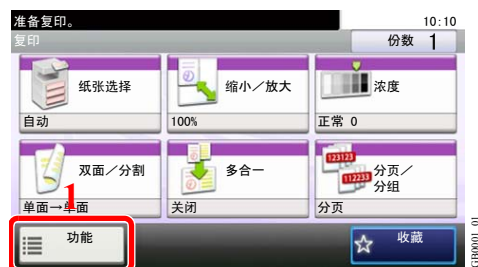 准备复印。
10:10
复印
份数 1
纸张选择
自动
缩小／放大
100%
浓度
正常 0
双面／分割
单面→单面
1
多合一
关闭
123123
112233
分页／
分组
分页
功能
收藏
GB0001_01